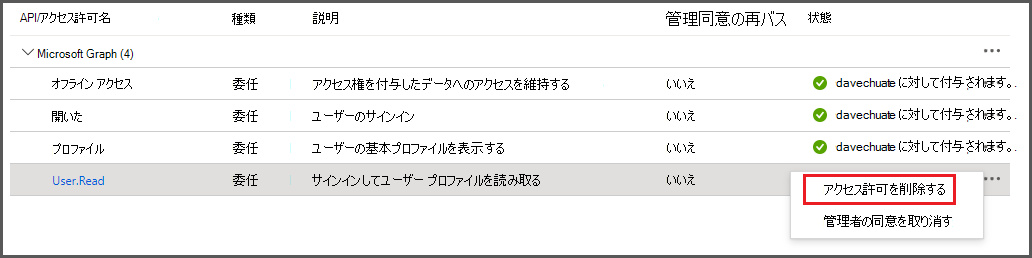 API/アクセス許可名 種類 説明 管理同意の再パス 状態
Microsoft Graph (4)
オフライン アクセス 委任 アクセス権を付与したデータへのアクセスを維持する いいえ davechuate に対して付与されます。
開いた 委任 ユーザーのサインイン いいえ davechuate に対して付与されます。
プロファイル 委任 ユーザーの基本プロファイルを表示する いいえ davechuate に対して付与されます。
User.Read 委任 サインインしてユーザー プロファイルを読み取る いいえ
アクセス許可を削除する
管理者の同意を取り消す